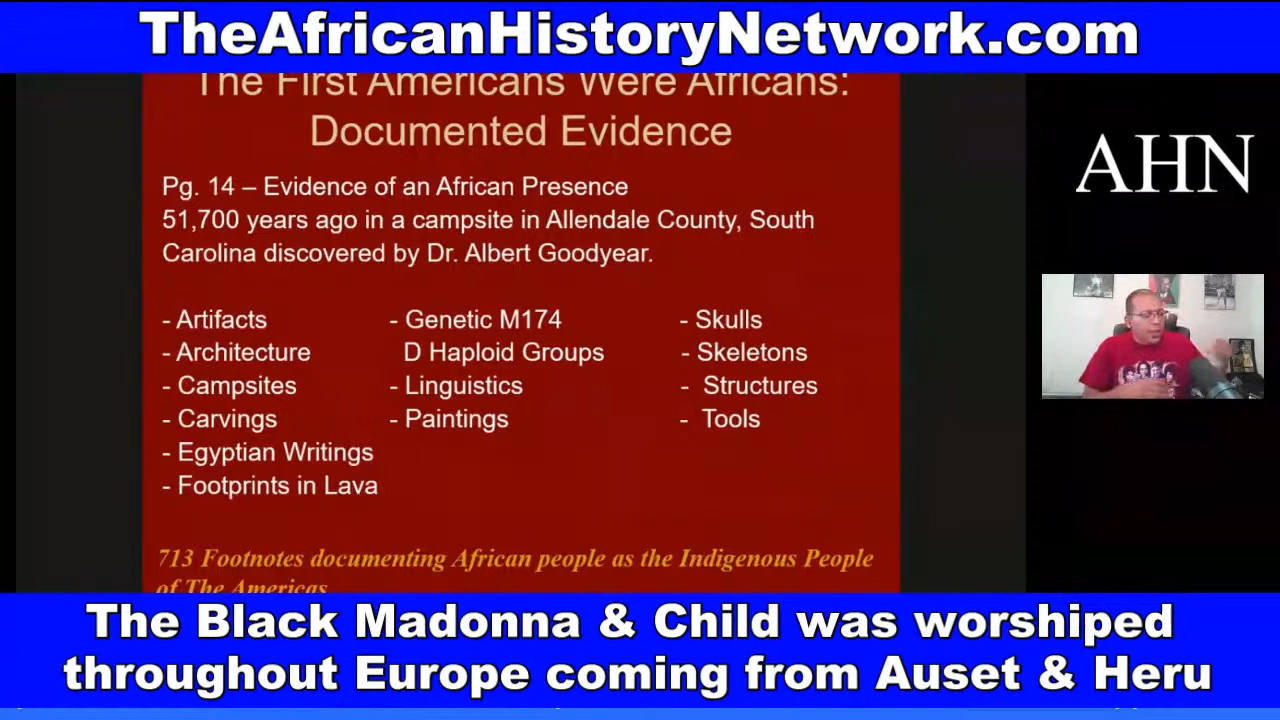 TheAfricanHistoryNetwork.com
The First Americans Were Africans:
Documented Evidence
AHN
Pg. 14 – Evidence of an African Presence
51,700 years ago in a campsite in Allendale County, South
Carolina discovered by Dr. Albert Goodyear.
- Artifacts
- Architecture
- Campsites
- Carvings
- Egyptian Writings
- Footprints in Lava
- Genetic M174
D Haploid Groups
- Linguistics
- Paintings
- Skulls
- Skeletons
- Structures
- Tools
713 Footnotes documenting African people as the Indigenous People
of The Americas
The Black Madonna & Child was worshiped
throughout Europe coming from Auset & Heru